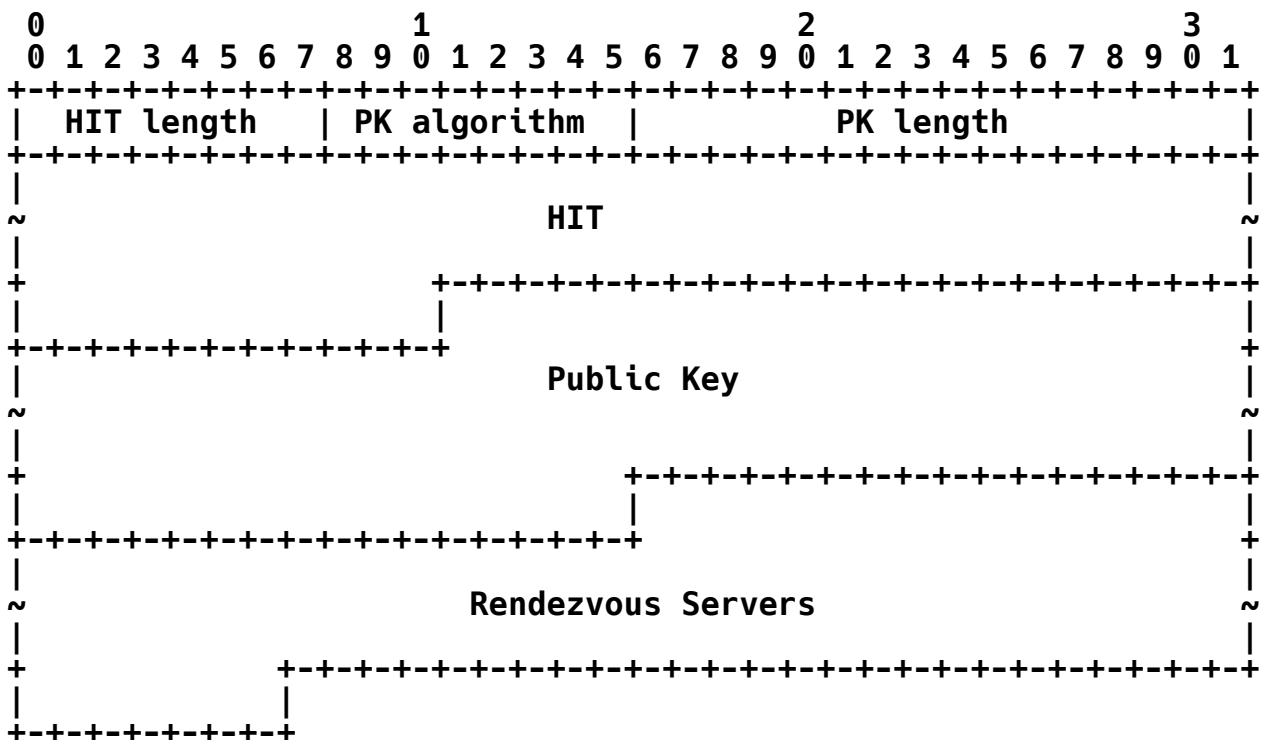 0                   1                   2                   3
 0 1 2 3 4 5 6 7 8 9 0 1 2 3 4 5 6 7 8 9 0 1 2 3 4 5 6 7 8 9 0 1
+-+-+-+-+-+-+-+-+-+-+-+-+-+-+-+-+-+-+-+-+-+-+-+-+-+-+-+-+-+-+-+-+
|  HIT length   | PK algorithm  |          PK length            |
+-+-+-+-+-+-+-+-+-+-+-+-+-+-+-+-+-+-+-+-+-+-+-+-+-+-+-+-+-+-+-+-+
|                                                               |
~                           HIT                                 ~
|                                                               |
+                     +-+-+-+-+-+-+-+-+-+-+-+-+-+-+-+-+-+-+-+-+-+
|                     |                                         |
+-+-+-+-+-+-+-+-+-+-+-+                                         +
|                           Public Key                          |
~                                                               ~
|                                                               |
+                               +-+-+-+-+-+-+-+-+-+-+-+-+-+-+-+-+
|                               |                               |
+-+-+-+-+-+-+-+-+-+-+-+-+-+-+-+-+                               +
|                                                               |
~                       Rendezvous Servers                      ~
|                                                               |
+             +-+-+-+-+-+-+-+-+-+-+-+-+-+-+-+-+-+-+-+-+-+-+-+-+-+
|             |
+-+-+-+-+-+-+-+